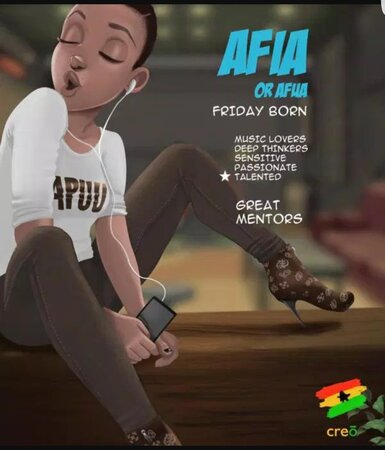 AFIA
OR AFUA
FRIDAY BORN
MUSIC LOVERS
DEEP THINKERS
SENSITIVE
PASSIONATE
TALENTED
GREAT
MENTORS
APUU
creō